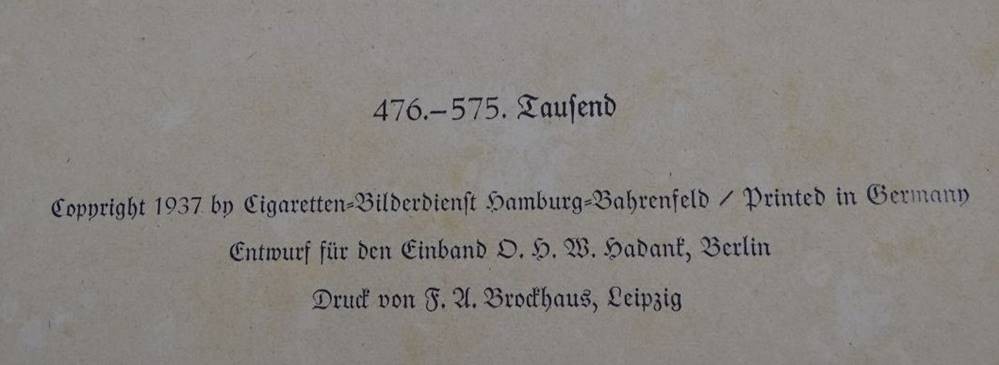 476.–575. Tauſend
Copyright 1937 by Cigaretten-Bilderdienſt Hamburg-Bahrenfeld / Printed in Germany
Entwurf für den Einband O. H. W. Hadank, Berlin
Druck von F. A. Brockhaus, Leipzig